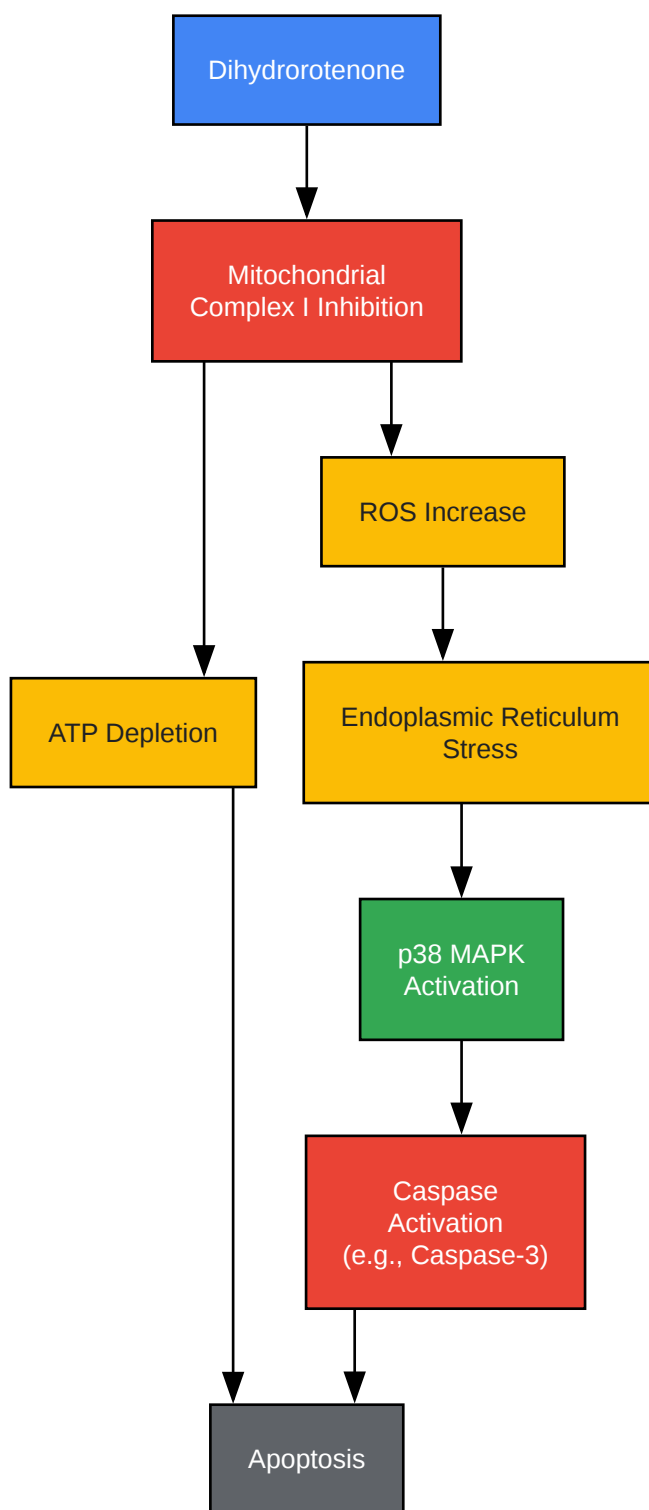 Dihydrorotenone
Mitochondrial
Complex I Inhibition
ROS Increase
ATP Depletion
Endoplasmic Reticulum
Stress
p38 MAPK
Activation
Caspase
Activation
(e.g., Caspase-3)
Apoptosis